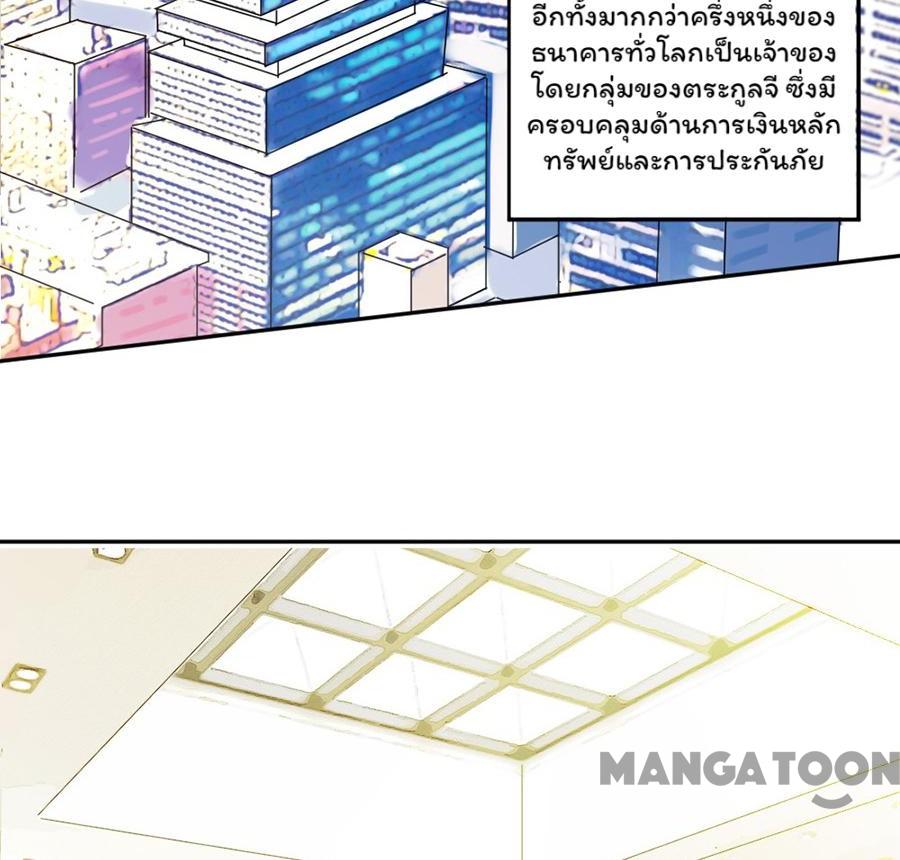 อีกทั้งมากกว่าครึ่งหนึ่งของ
ธนาคารทั่วโลกเป็นเจ้าของ
โดยกลุ่มของตระกูลจี ซึ่งมี
ครอบคลุมด้านการเงินหลัก
ทรัพย์และการประกันภัย
MANGATOON